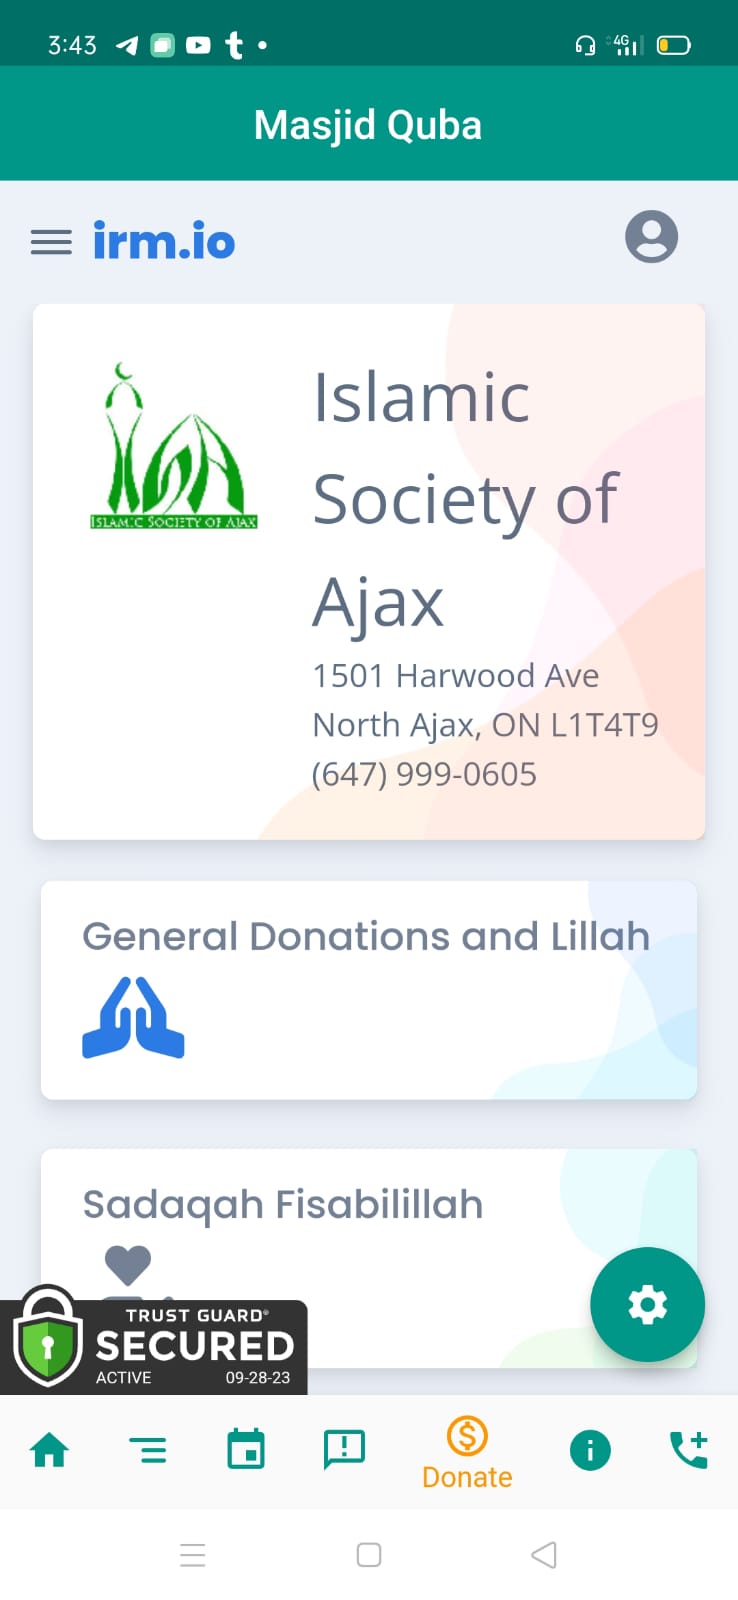 3:43
4G
Masjid Quba
irm.io
ISLAMIC SOCIETY OF AJAX
Islamic
Society of
Ajax
1501 Harwood Ave
North Ajax, ON L1T4T9
(647) 999-0605
General Donations and Lillah
Sadaqah Fisabilillah
TRUST GUARD®
SECURED
ACTIVE 09-28-23
Donate